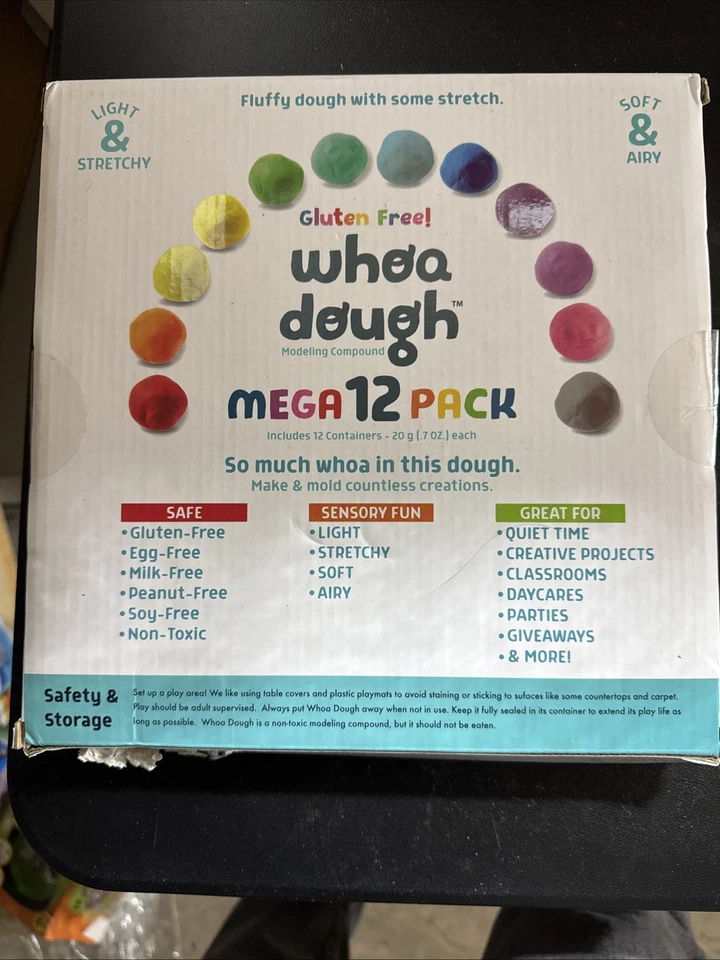 Fluffy dough with some stretch.
LIGHT
&
STRETCHY
SOFT
&
AIRY
Gluten Free!
whoa
dough™
Modeling Compound
MEGA 12 PACK
Includes 12 Containers - 20 g (.7 OZ.) each
So much whoa in this dough.
Make & mold countless creations.
SAFE
• Gluten-Free
• Egg-Free
• Milk-Free
• Peanut-Free
• Soy-Free
• Non-Toxic
SENSORY FUN
• LIGHT
• STRETCHY
• SOFT
• AIRY
GREAT FOR
• QUIET TIME
• CREATIVE PROJECTS
• CLASSROOMS
• DAYCARES
• PARTIES
• GIVEAWAYS
• & MORE!
Safety &
Storage
Set up a play area! We like using table covers and plastic playmats to avoid staining or sticking to sufaces like some countertops and carpet.
Play should be adult supervised. Always put Whoa Dough away when not in use. Keep it fully sealed in its container to extend its play life as
long as possible. Whoa Dough is a non-toxic modeling compound, but it should not be eaten.